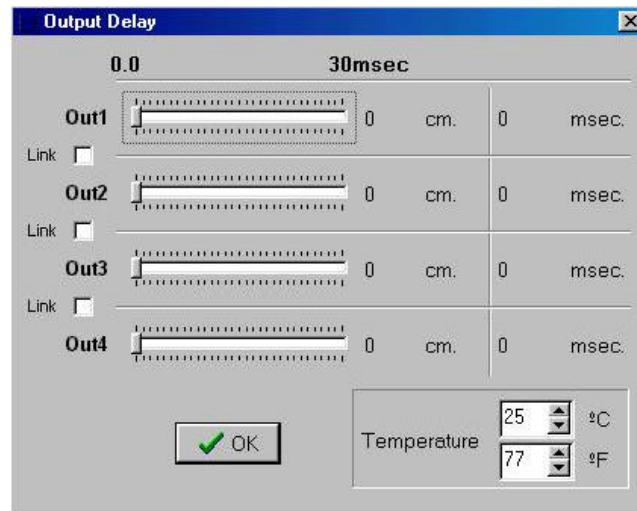 Output Delay
0.0 30msec
Out1 0 cm. 0 msec.
Link
Out2 0 cm. 0 msec.
Link
Out3 0 cm. 0 msec.
Link
Out4 0 cm. 0 msec.
25 ºC
OK Temperature
77 ºF